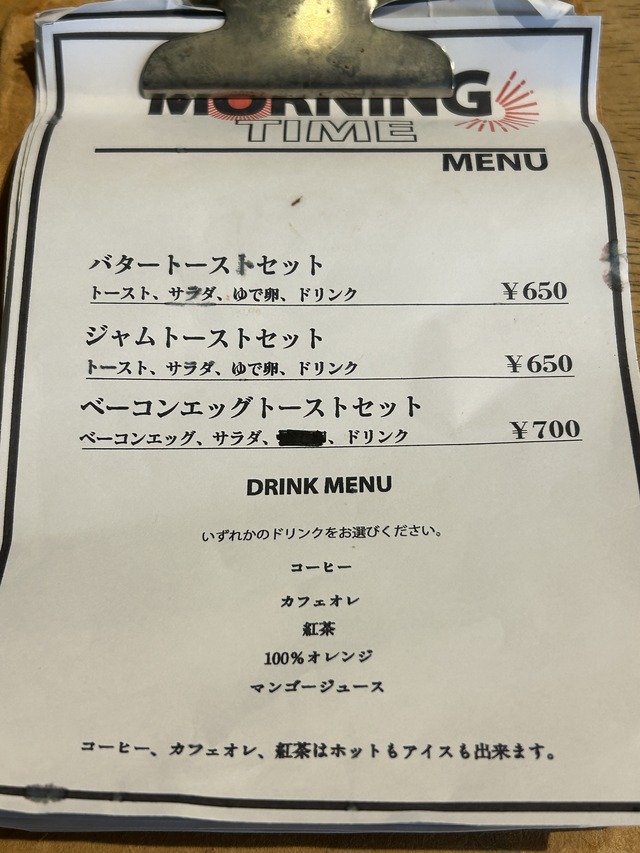 MORNING
TIME
MENU
バタートーストセット
トースト、サラダ、ゆで卵、ドリンク ¥650
ジャムトーストセット
トースト、サラダ、ゆで卵、ドリンク ¥650
ベーコンエッグトーストセット
ベーコンエッグ、サラダ、、ドリンク ¥700
DRINK MENU
いずれかのドリンクをお選びください。
コーヒー
カフェオレ
紅茶
100%オレンジ
マンゴージュース
コーヒー、カフェオレ、紅茶はホットもアイスも出来ます。